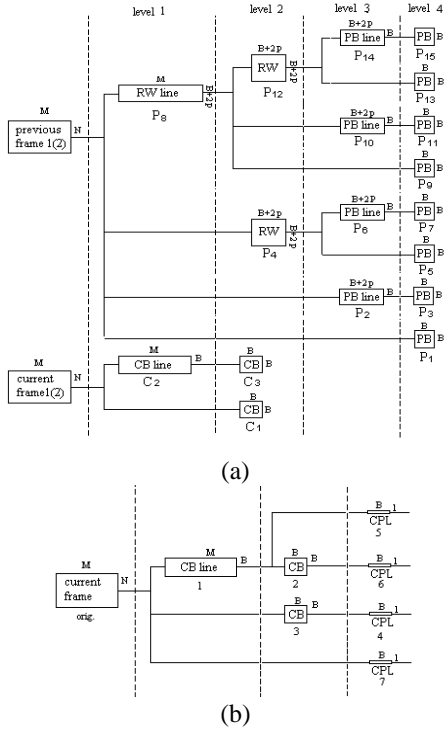 level 1 level 2 level 3 level 4
B+2p PB line B PB B
P14 P15
B+2p RW B+2p
P12
PB B
P13
M RW line B+2p
P8
B+2p PB line B PB B
P10 P11
M previous frame 1(2) N
PB B
P9
B+2p RW B+2p
P4
B+2p PB line B PB B
P6 P7
PB B
P5
B+2p PB line B PB B
P2 P3
PB B
P1
M current frame1(2) N
M CB line B
C2
B CB B
C3
B CB B
C1
(a)
B 1
CPL
5
M current frame N
orig.
M CB line B
1
B CB B
2
B 1
CPL
6
B CB B
3
B 1
CPL
4
B 1
CPL
7
(b)